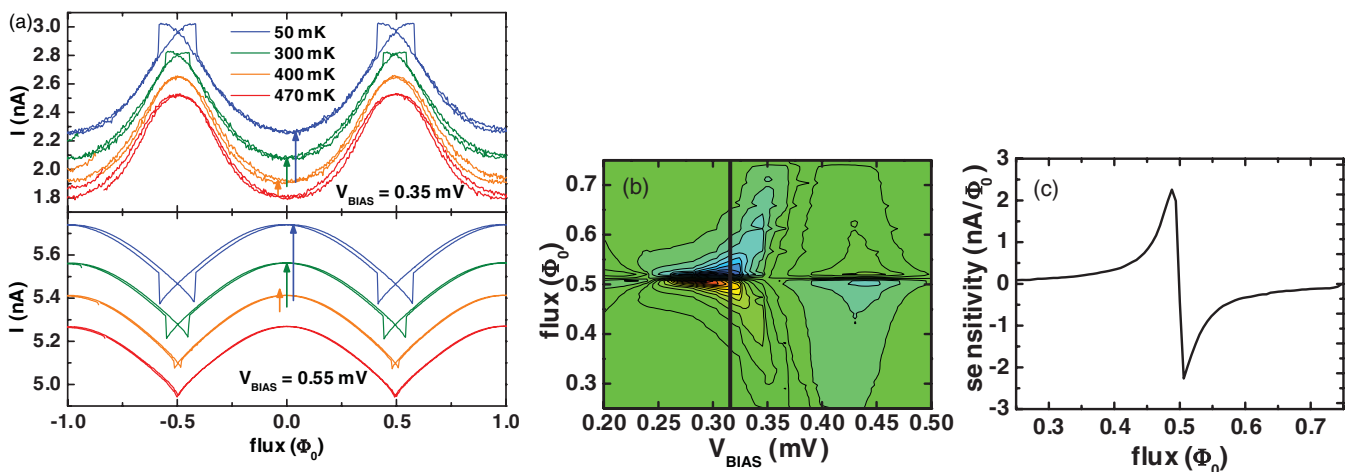 (a)
3.0
2.8
2.6
2.4
2.2
2.0
1.8
I (nA)
50 mK
300 mK
400 mK
470 mK
V_BIAS = 0.35 mV
5.6
5.4
5.2
5.0
I (nA)
V_BIAS = 0.55 mV
-1.0 -0.5 0.0 0.5 1.0
flux (Φ₀)
(b)
0.7
0.6
0.5
0.4
0.3
flux (Φ₀)
0.20 0.25 0.30 0.35 0.40 0.45 0.50
V_BIAS (mV)
(c)
3
2
1
0
-1
-2
-3
se nsitivity (nA/Φ₀)
0.3 0.4 0.5 0.6 0.7
flux (Φ₀)